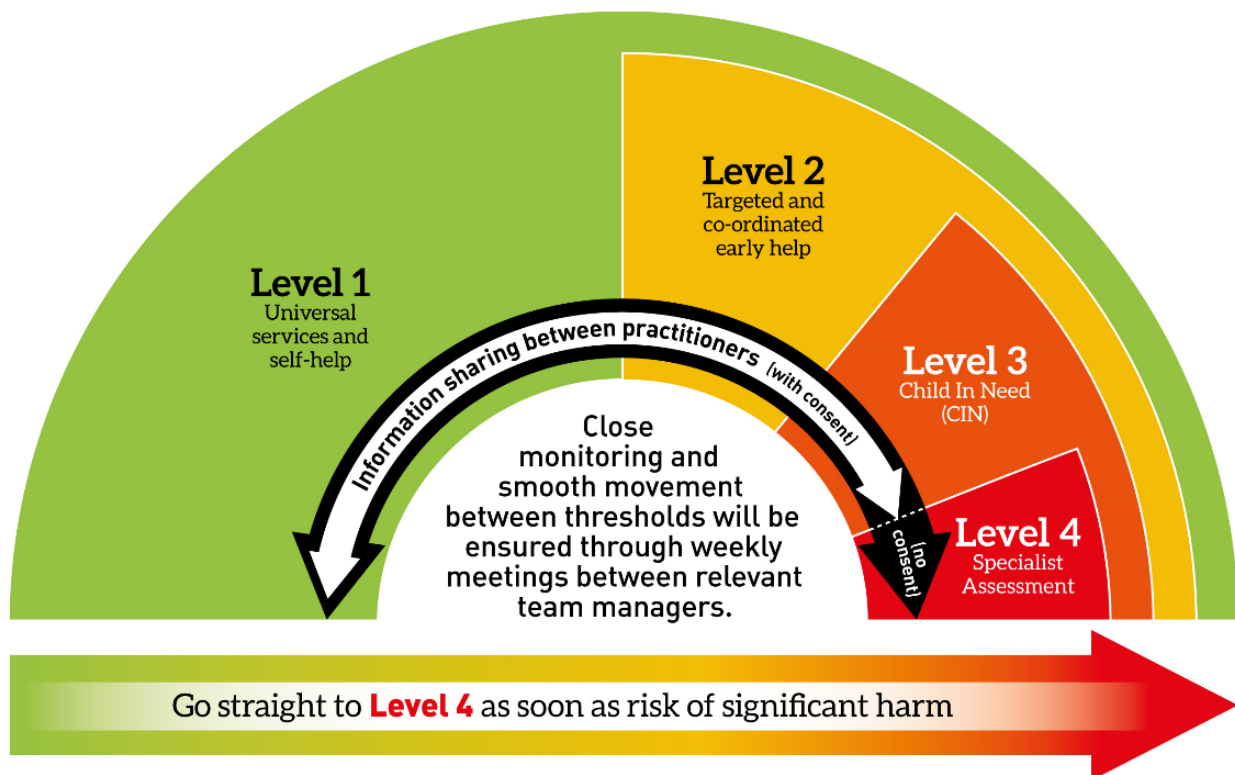 Level 1
Universal
services and
self-help
Level 2
Targeted and
co-ordinated
early help
Level 3
Child In Need
(CIN)
Level 4
Specialist
Assessment
Information sharing between practitioners (with consent)
(no
consent)
Close
monitoring and
smooth movement
between thresholds will be
ensured through weekly
meetings between relevant
team managers.
Go straight to Level 4 as soon as risk of significant harm